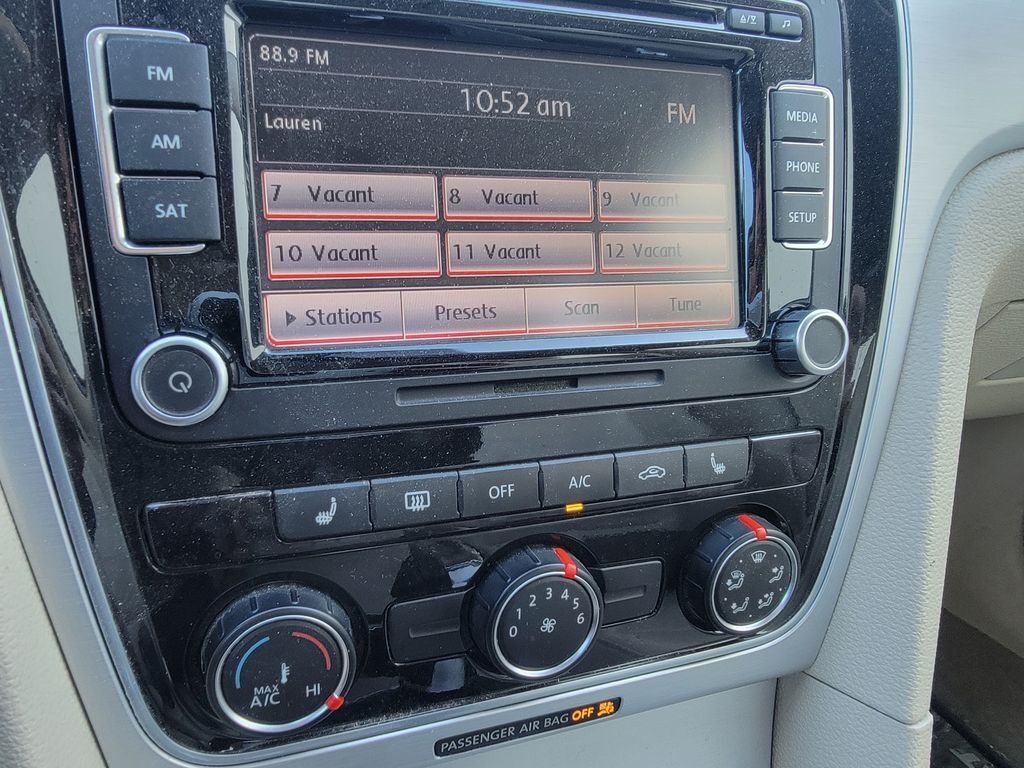 88.9 FM
10:52 am
FM
Lauren
FM
AM
SAT
MEDIA
PHONE
SETUP
7 Vacant
8 Vacant
9 Vacant
10 Vacant
11 Vacant
12 Vacant
Stations
Presets
Scan
Tune
OFF
A/C
0 1 2 3 4 5 6
MAX
A/C
HI
PASSENGER AIR BAG OFF